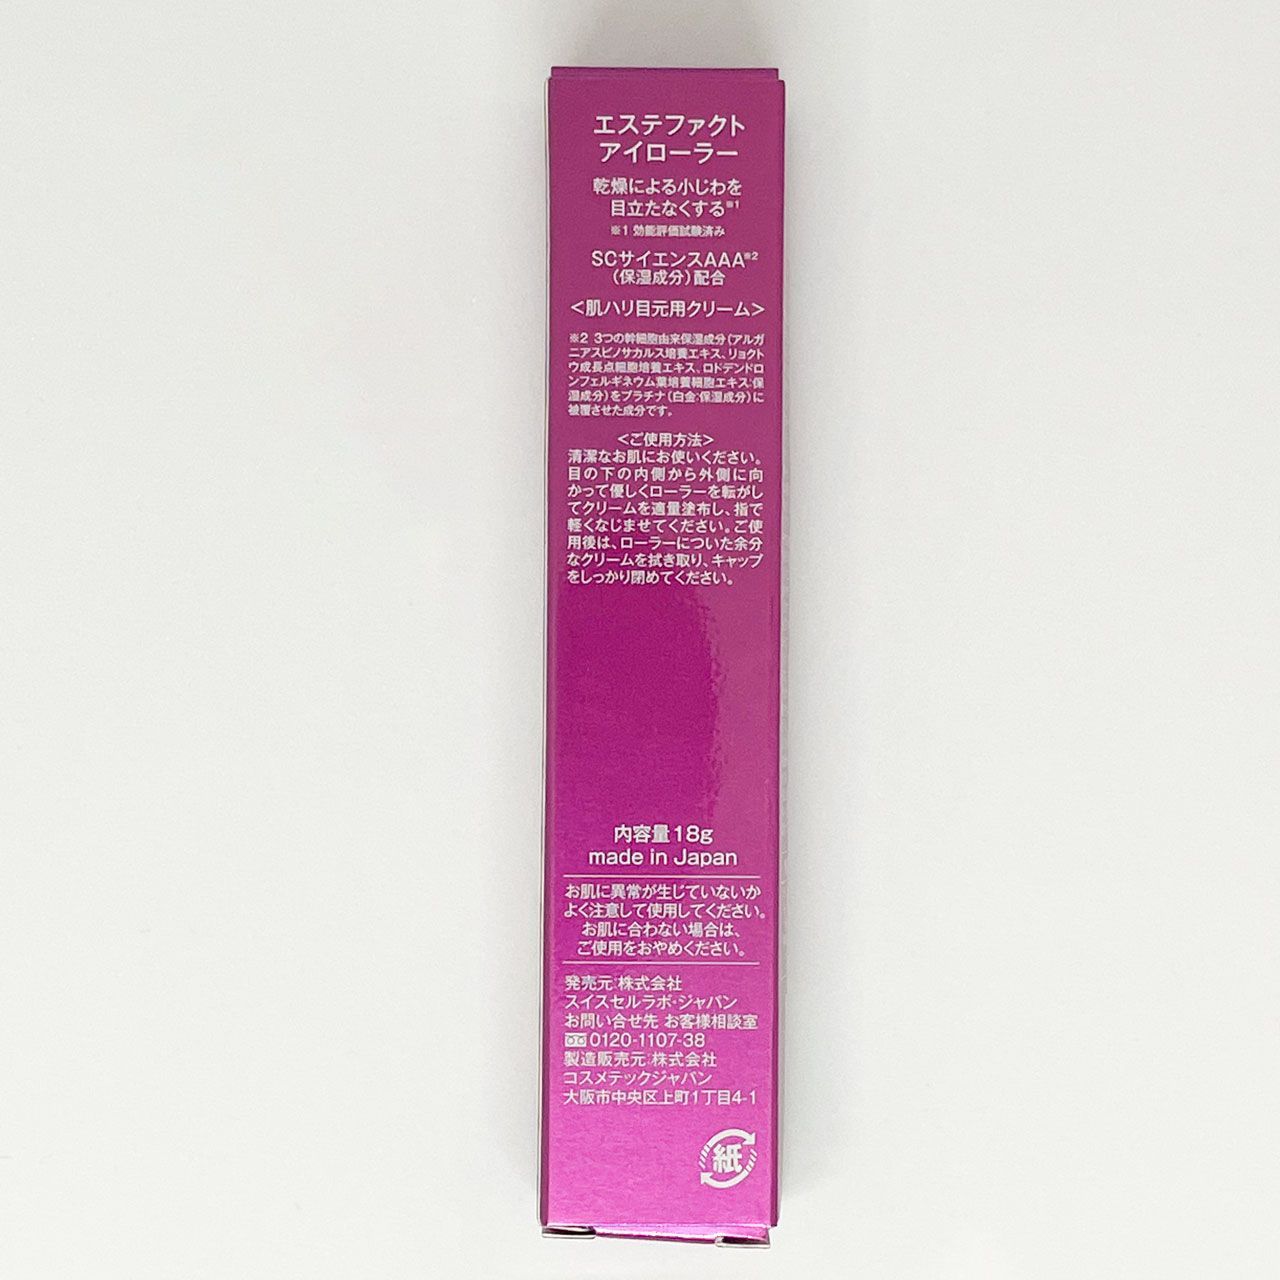 エステファクト
アイローラー
乾燥による小じわを
目立たなくする※1
※1 効能評価試験済み
SCサイエンスAAA※2
(保湿成分)配合
<肌ハリ目元用クリーム>
※2 3つの幹細胞由来保湿成分(アルガ
ニアスピノサカルス培養エキス、リョクト
ウ成長点細胞培養エキス、ロドデンドロ
ンフェルギネウム葉培養細胞エキス:保
湿成分)をプラチナ(白金:保湿成分)に
被覆させた成分です。
<ご使用方法>
清潔なお肌にお使いください。
目の下の内側から外側に向
かって優しくローラーを転がし
てクリームを適量塗布し、指で
軽くなじませてください。ご使
用後は、ローラーについた余分
なクリームを拭き取り、キャップ
をしっかり閉めてください。
内容量18g
made in Japan
お肌に異常が生じていないか
よく注意して使用してください。
お肌に合わない場合は、
ご使用をおやめください。
発売元:株式会社
スイスセルラボ・ジャパン
お問い合せ先 お客様相談室
0120-1107-38
製造販売元:株式会社
コスメテックジャパン
大阪市中央区上町1丁目4-1
紙